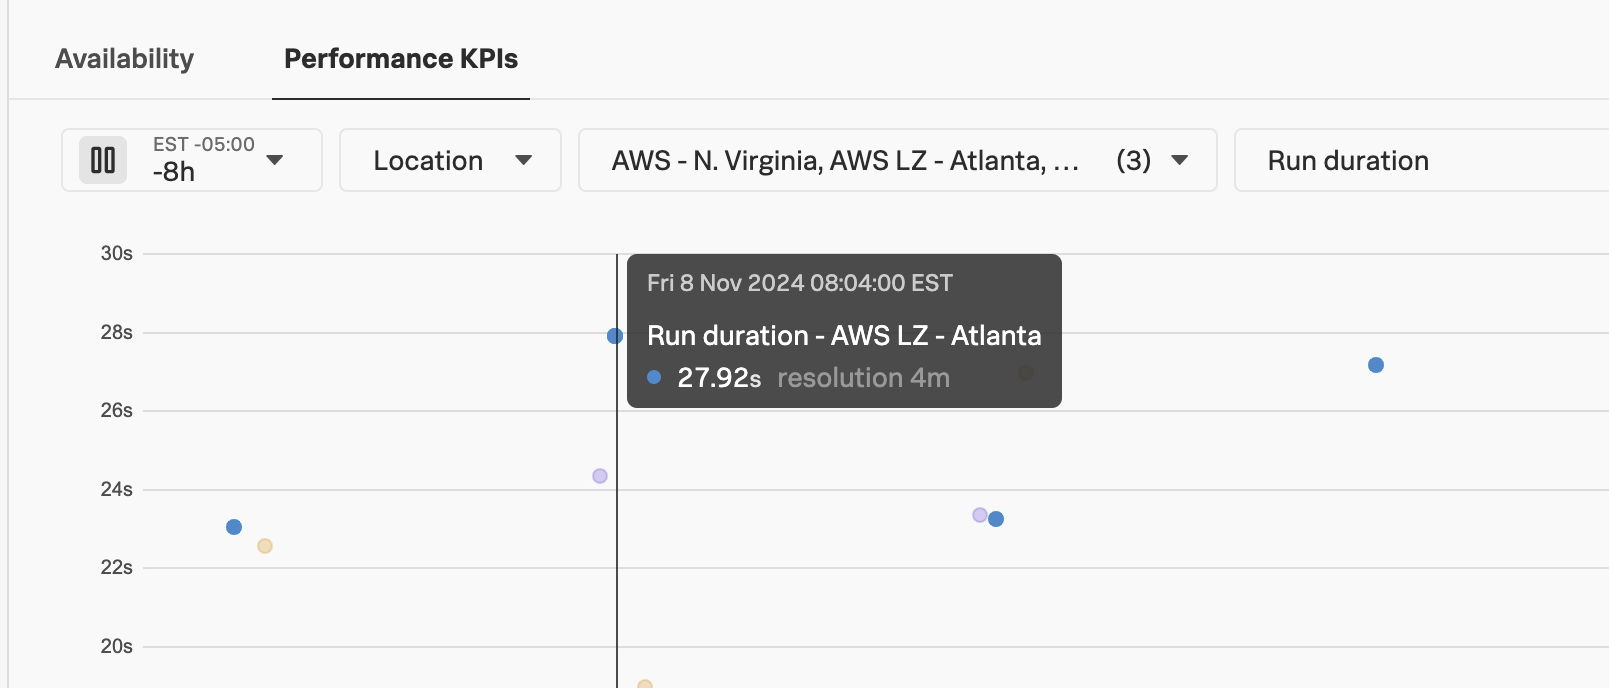 Availability
Performance KPIs
EST -05:00
-8h
Location
AWS - N. Virginia, AWS LZ - Atlanta, ... (3)
Run duration
30s
Fri 8 Nov 2024 08:04:00 EST
28s
Run duration - AWS LZ - Atlanta
27.92s resolution 4m
26s
24s
22s
20s